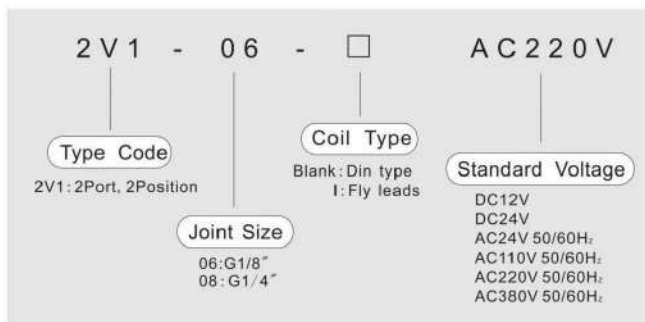 2V1 - 06 - □ AC220V
Type Code
2V1: 2Port, 2Position
Joint Size
06:G1/8″
08:G1/4″
Coil Type
Blank: Din type
I: Fly leads
Standard Voltage
DC12V
DC24V
AC24V 50/60Hz
AC110V 50/60Hz
AC220V 50/60Hz
AC380V 50/60Hz